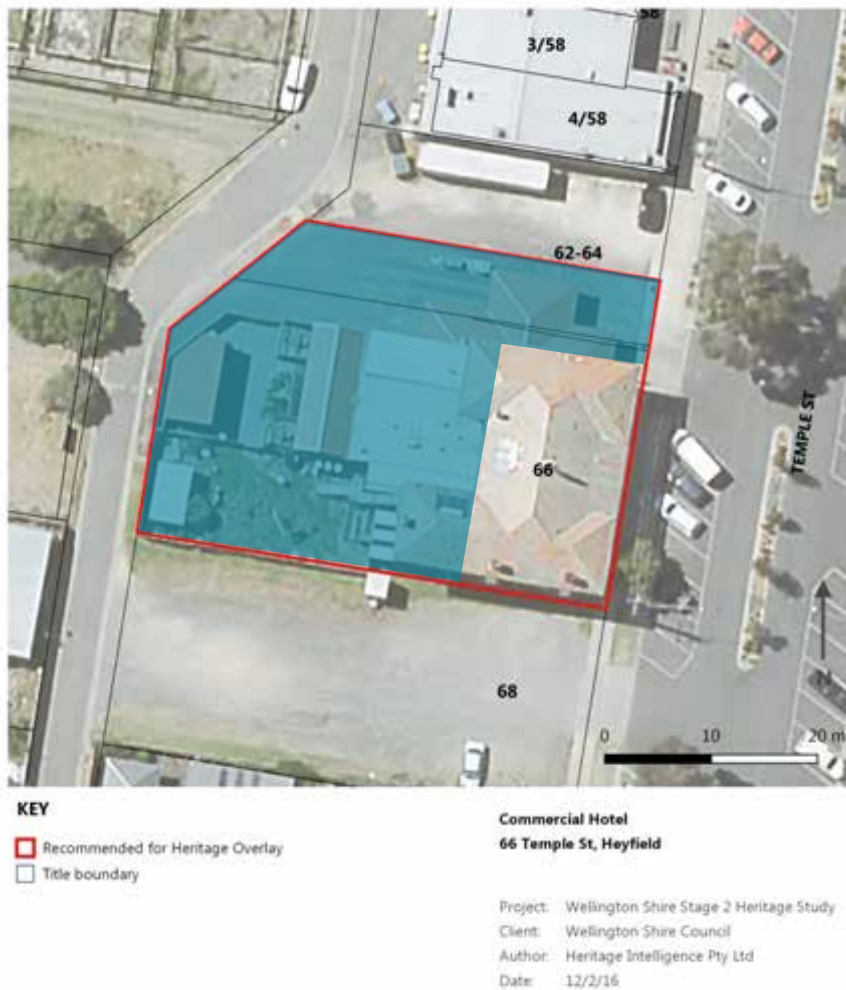 58
3/58
4/58
62-64
TEMPLE ST
66
68
0 10 20 m
KEY
Recommended for Heritage Overlay
Title boundary
Commercial Hotel
66 Temple St, Heyfield
Project: Wellington Shire Stage 2 Heritage Study
Client: Wellington Shire Council
Author: Heritage Intelligence Pty Ltd
Date: 12/2/16